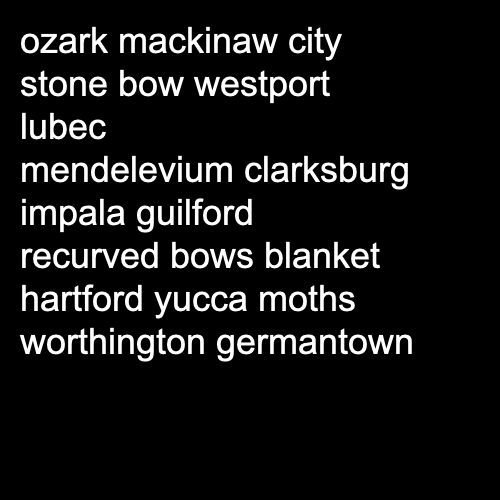 ozark mackinaw city
stone bow westport
lubec
mendelevium clarksburg
impala guilford
recurved bows blanket
hartford yucca moths
worthington germantown